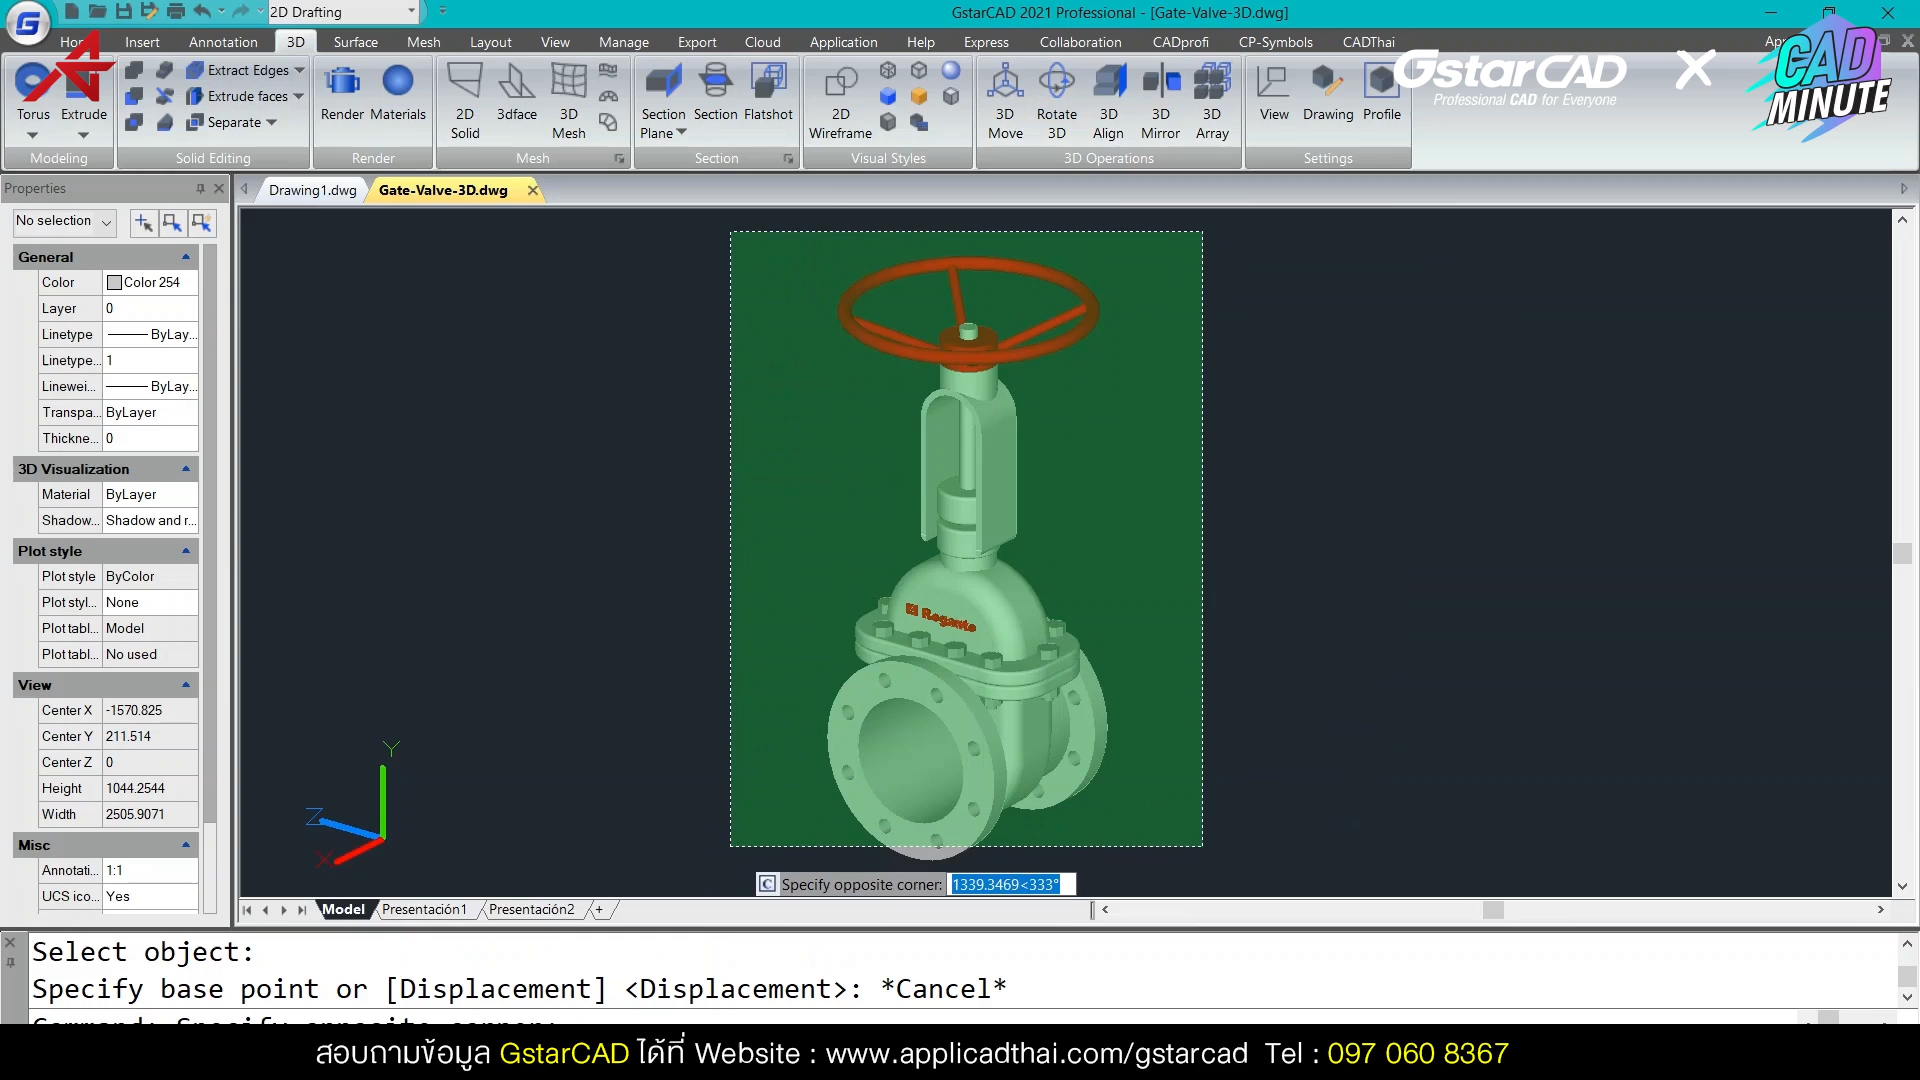 2D Drafting
GstarCAD 2021 Professional - [Gate-Valve-3D.dwg]
Insert Annotation 3D Surface Mesh Layout View Manage Export Cloud Application Help Express Collaboration CADprofi CP-Symbols CADThai
GstarCAD
Professional CAD for Everyone
CAD
MINUTE
Torus
Extrude
Modeling
Extract Edges
Extrude faces
Separate
Solid Editing
Render
Materials
Render
2D Solid
3dface
3D Mesh
Mesh
Section Plane
Section
Flatshot
Section
2D Wireframe
Visual Styles
3D Move
Rotate 3D
3D Align
3D Mirror
3D Array
3D Operations
View
Drawing
Profile
Settings
Properties
Drawing1.dwg
Gate-Valve-3D.dwg
No selection
General
Color Color 254
Layer 0
Linetype ByLay...
Linetype... 1
Linewei... ByLay...
Transpa... ByLayer
Thickne... 0
3D Visualization
Material ByLayer
Shadow... Shadow and r...
Plot style
Plot style ByColor
Plot styl... None
Plot tabl... Model
Plot tabl... No used
View
Center X -1570.825
Center Y 211.514
Center Z 0
Height 1044.2544
Width 2505.9071
Misc
Annotati... 1:1
UCS ico... Yes
El Regante
Y
Z
X
Specify opposite corner: 1339.3469<333°
Model Presentación1 Presentación2 +
Select object:
Specify base point or [Displacement] <Displacement>: *Cancel*
Command: Specify opposite corner:
สอบถามข้อมูล GstarCAD ได้ที่ Website : www.applicadthai.com/gstarcad Tel : 097 060 8367